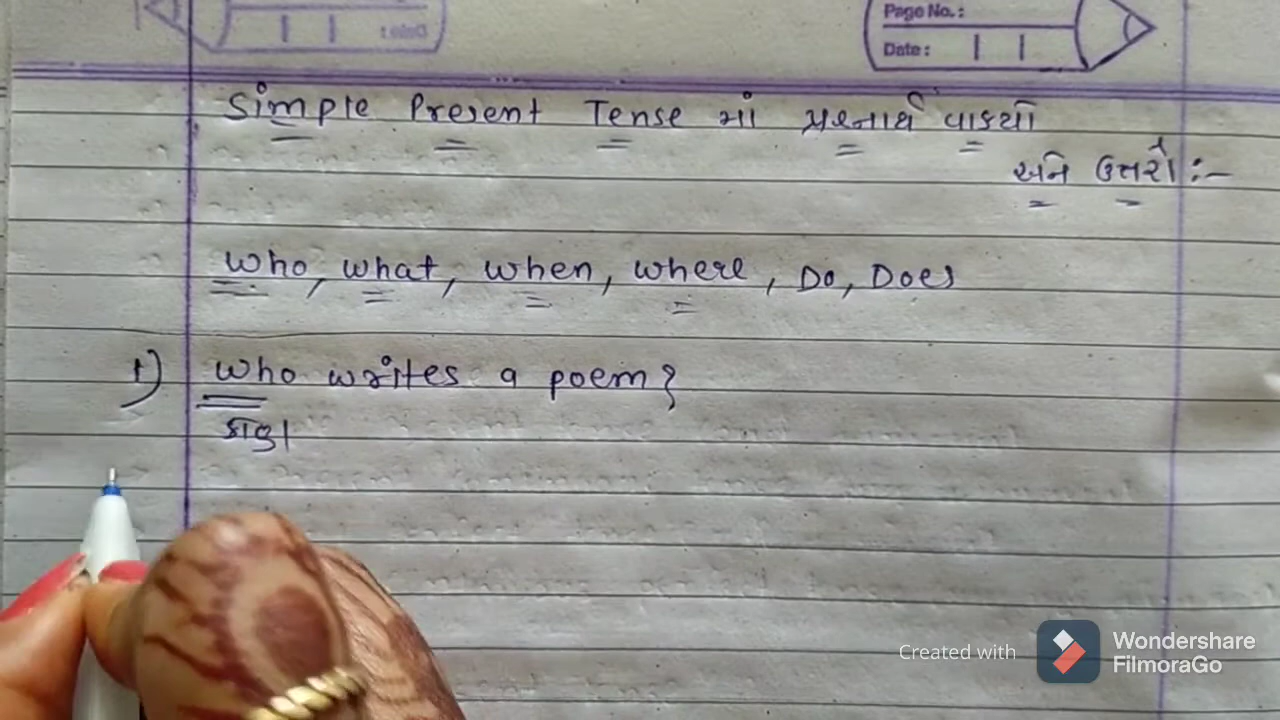 Page No.:
Date:
Simple Present Tense માં પ્રશ્નાર્થ વાક્યો
અને ઉત્તરો :-
Who, what, when, where, Do, Does
1) Who writes a poem?
કોણ
Created with Wondershare FilmoraGo